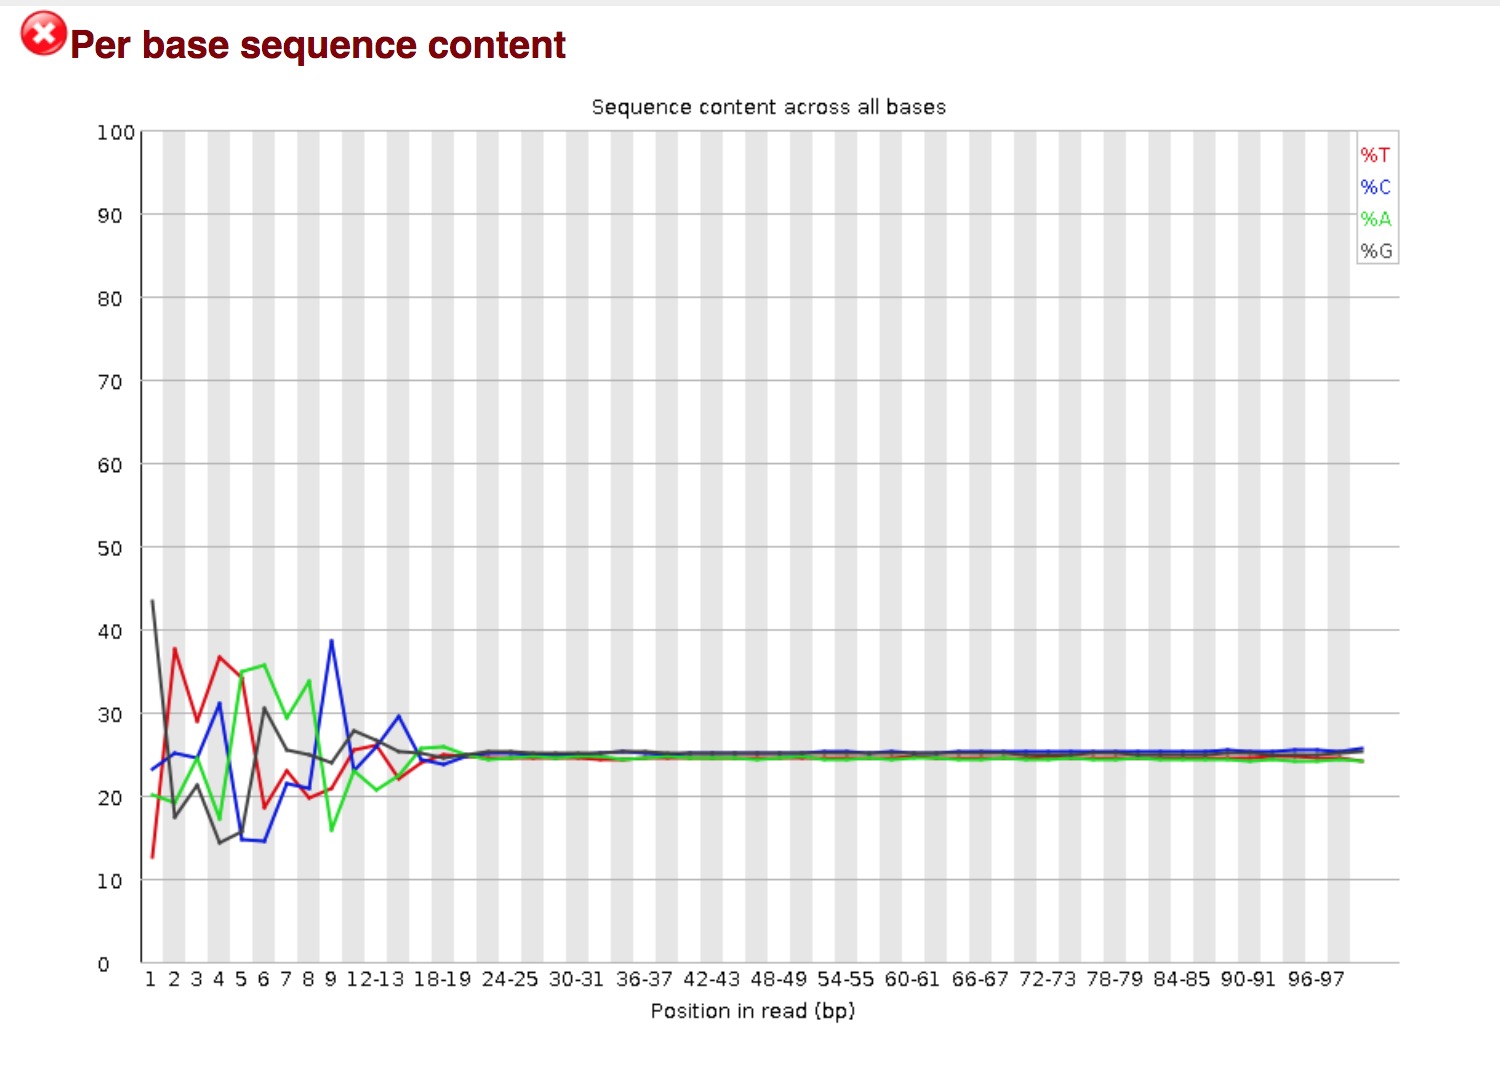 Per base sequence content
Sequence content across all bases
100
90
80
70
60
50
40
30
20
10
0
%T
%C
%A
%G
1 2 3 4 5 6 7 8 9 12-13 18-19 24-25 30-31 36-37 42-43 48-49 54-55 60-61 66-67 72-73 78-79 84-85 90-91 96-97
Position in read (bp)